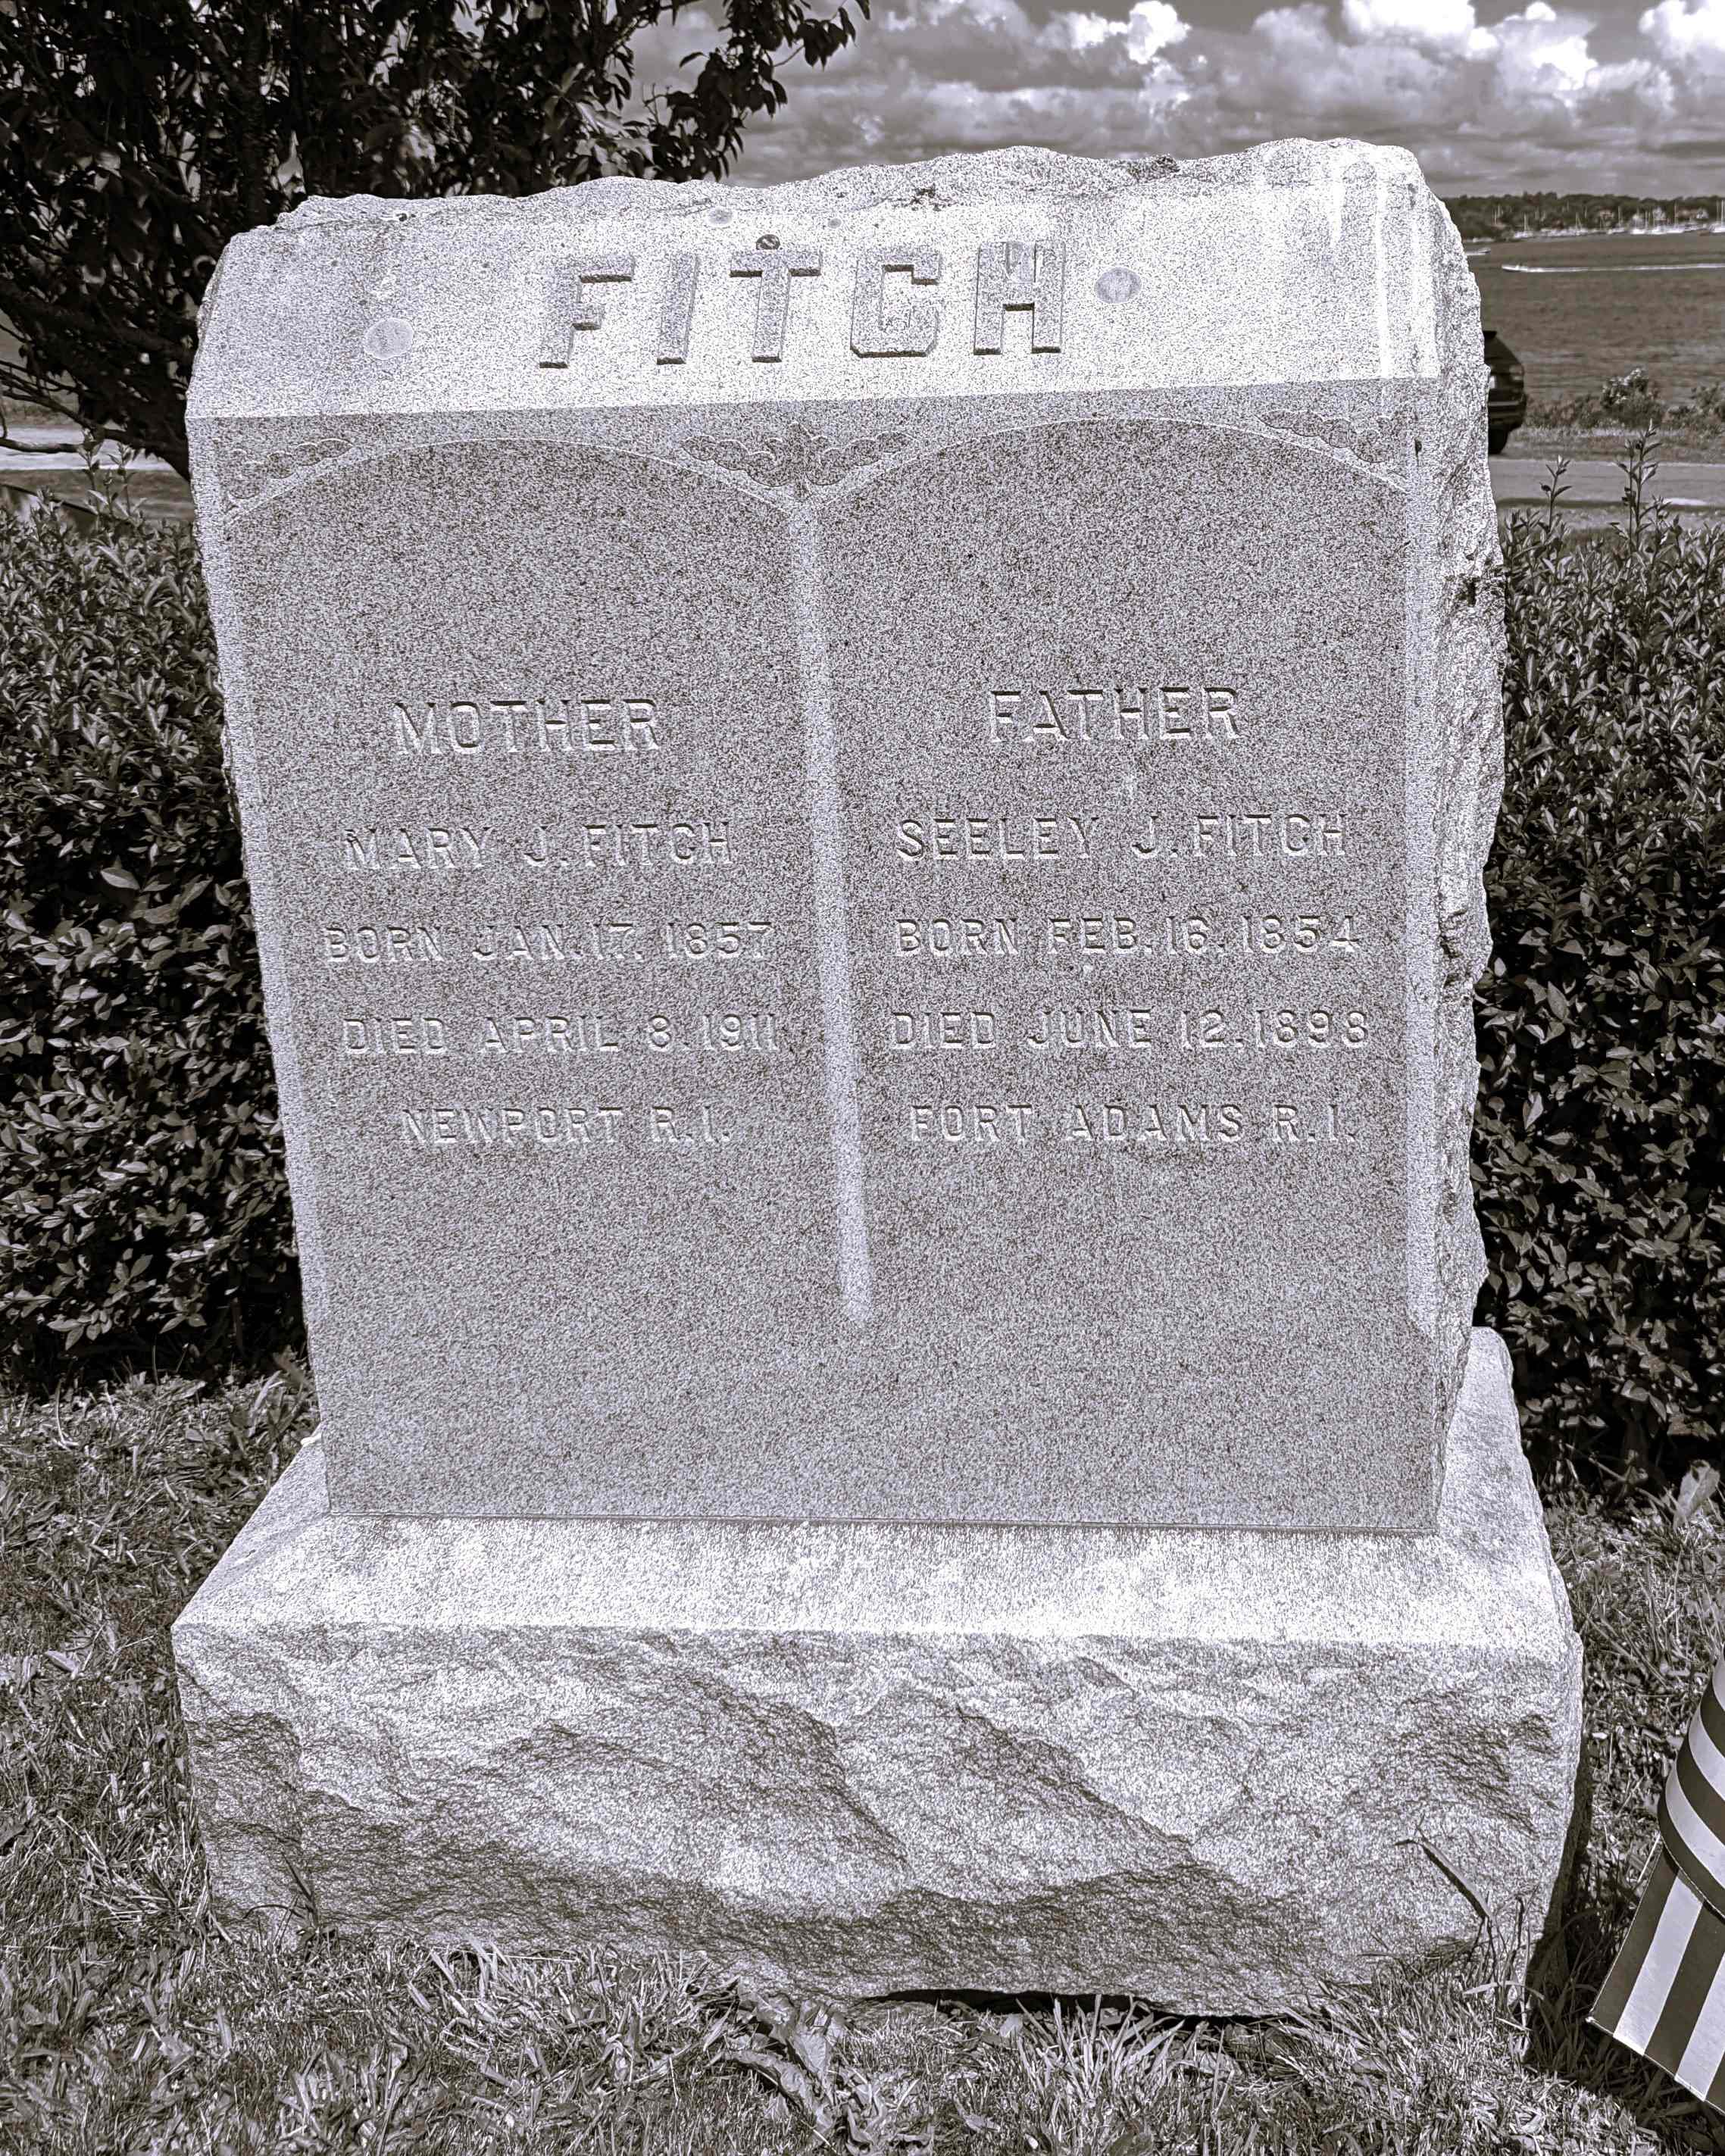 FITCH
MOTHER
MARY J. FITCH
BORN JAN. 17, 1857
DIED APRIL 8, 1911
NEWPORT R.I.
FATHER
SEELEY J. FITCH
BORN FEB. 16, 1854
DIED JUNE 12, 1898
FORT ADAMS R.I.